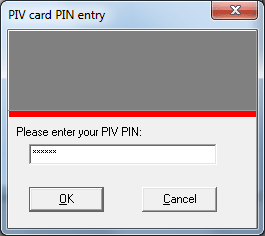 PIV card PIN entry
Please enter your PIV PIN:
××××××
OK Cancel